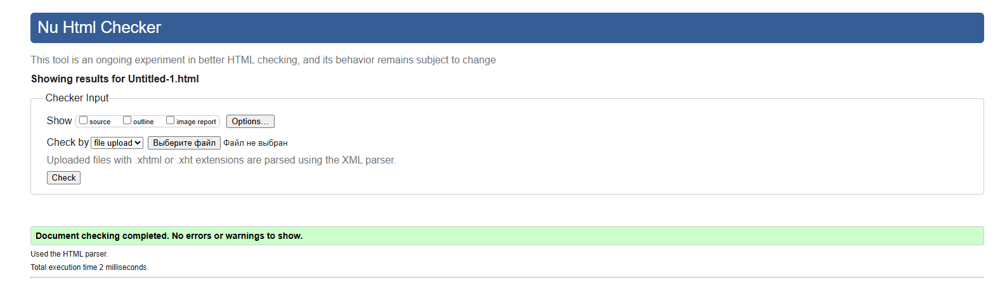 Nu Html Checker
This tool is an ongoing experiment in better HTML checking, and its behavior remains subject to change
Showing results for Untitled-1.html
Checker Input
Show source outline image report Options...
Check by file upload Выберите файл Файл не выбран
Uploaded files with .xhtml or .xht extensions are parsed using the XML parser.
Check
Document checking completed. No errors or warnings to show.
Used the HTML parser.
Total execution time 2 milliseconds.